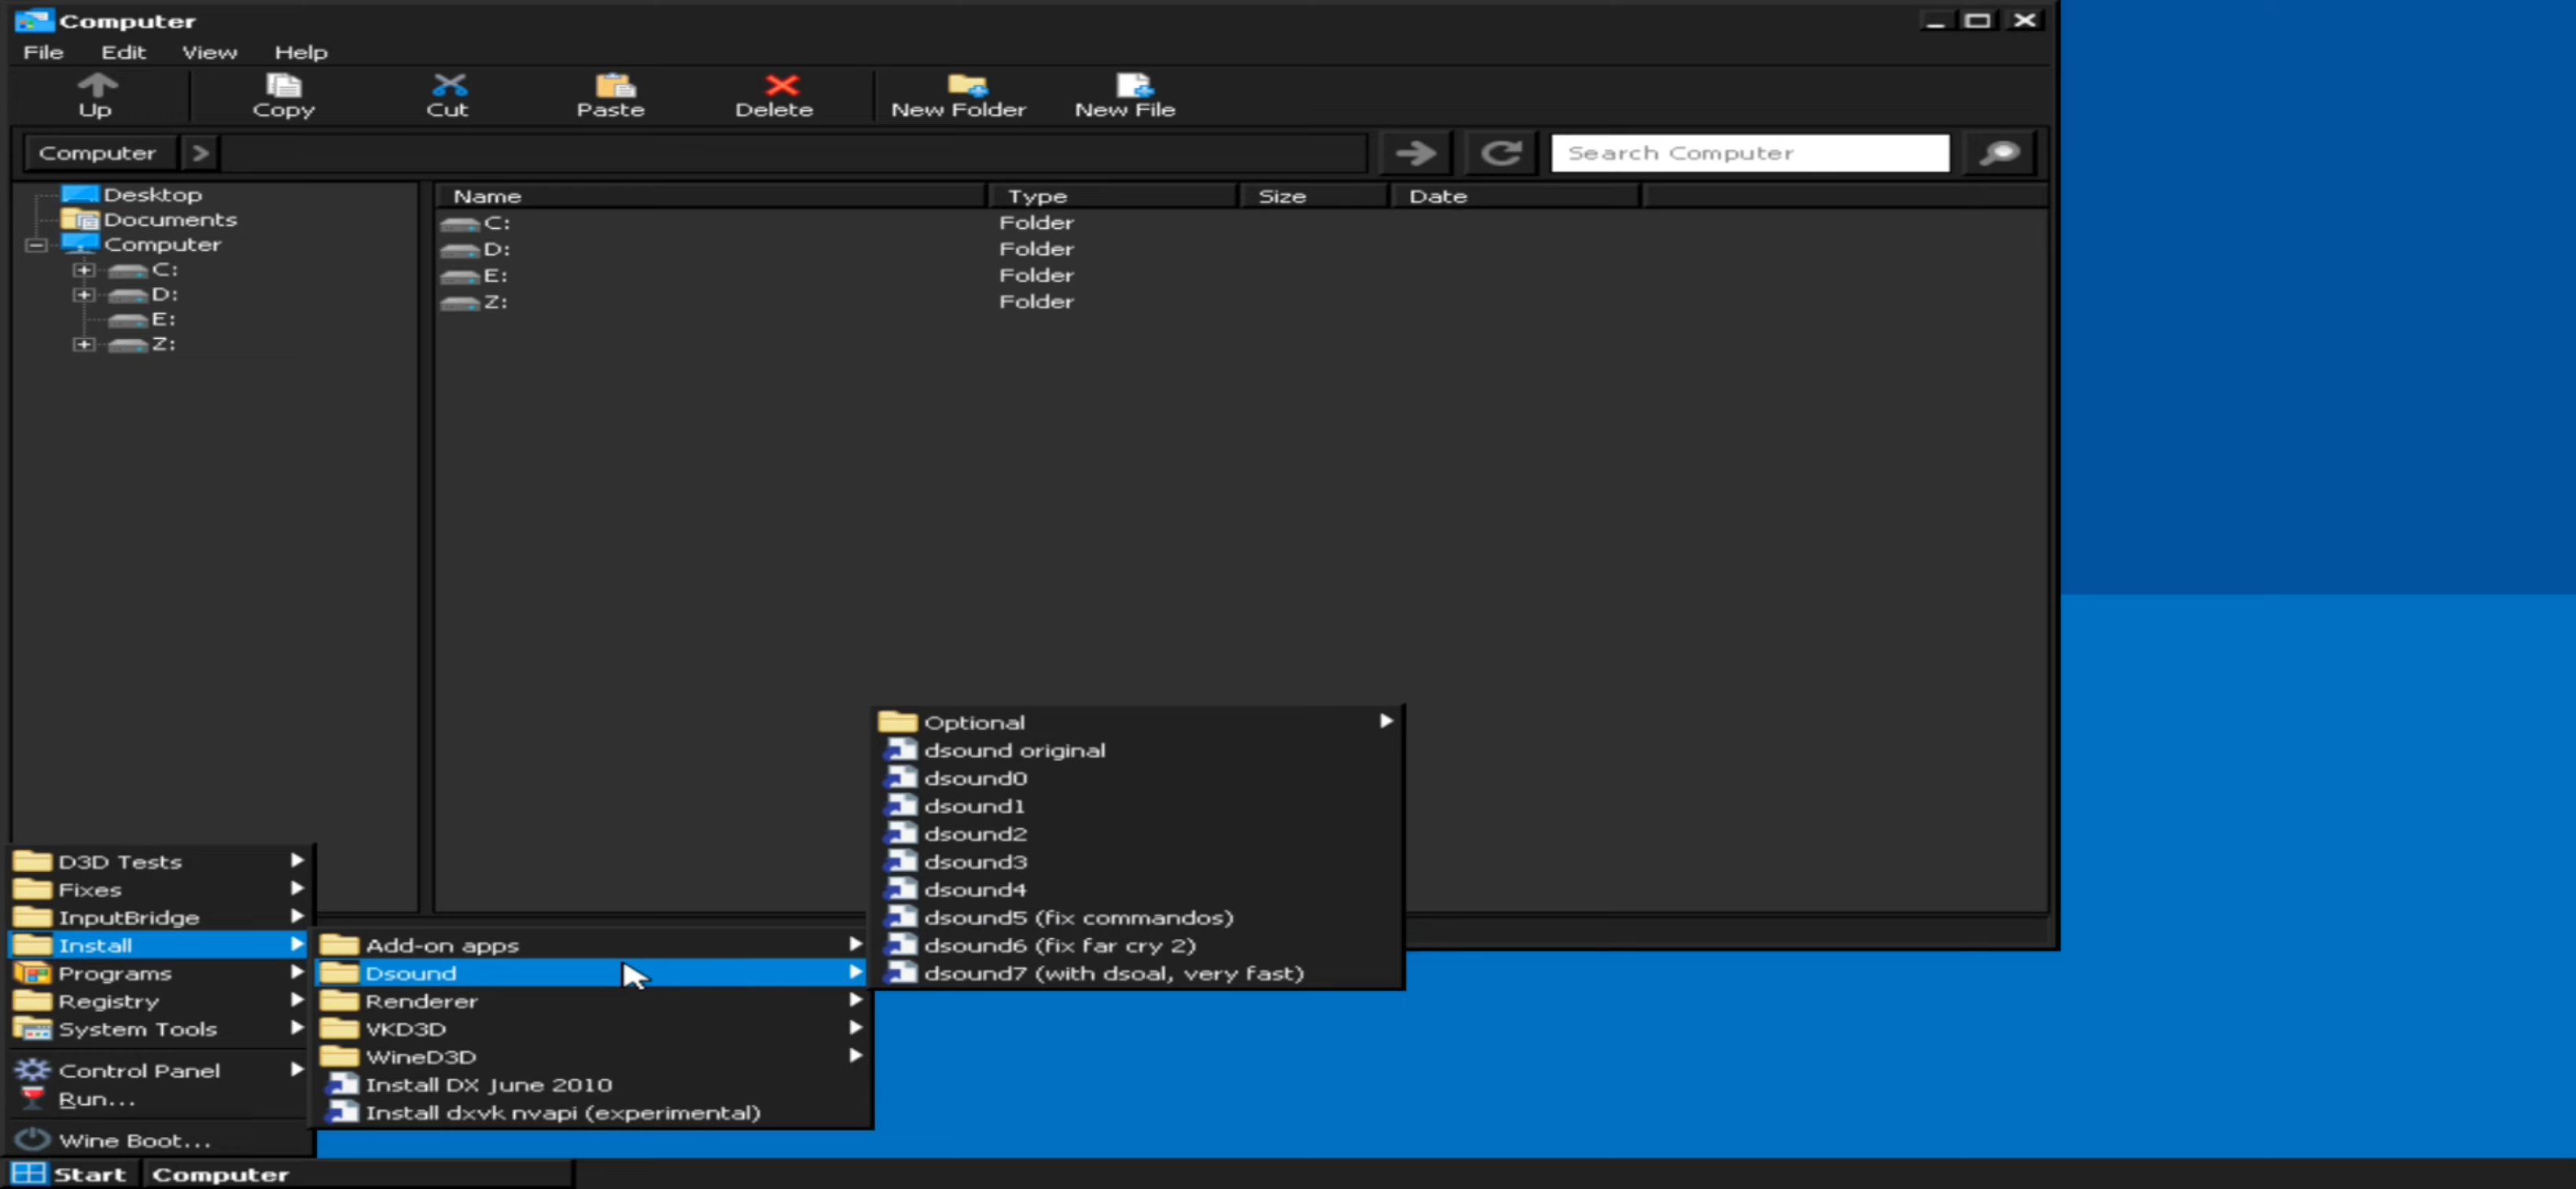 Computer
File Edit View Help
Up Copy Cut Paste Delete New Folder New File
Computer > Search Computer
Desktop
Documents
Computer
C:
D:
E:
Z:
Name Type Size Date
C: Folder
D: Folder
E: Folder
Z: Folder
D3D Tests
Fixes
InputBridge
Install
Programs
Registry
System Tools
Control Panel
Run...
Wine Boot...
Add-on apps
Dsound
Renderer
VKD3D
WineD3D
Install DX June 2010
Install dxvk nvapi (experimental)
Optional
dsound original
dsound0
dsound1
dsound2
dsound3
dsound4
dsound5 (fix commandos)
dsound6 (fix far cry 2)
dsound7 (with dsoal, very fast)
Start Computer